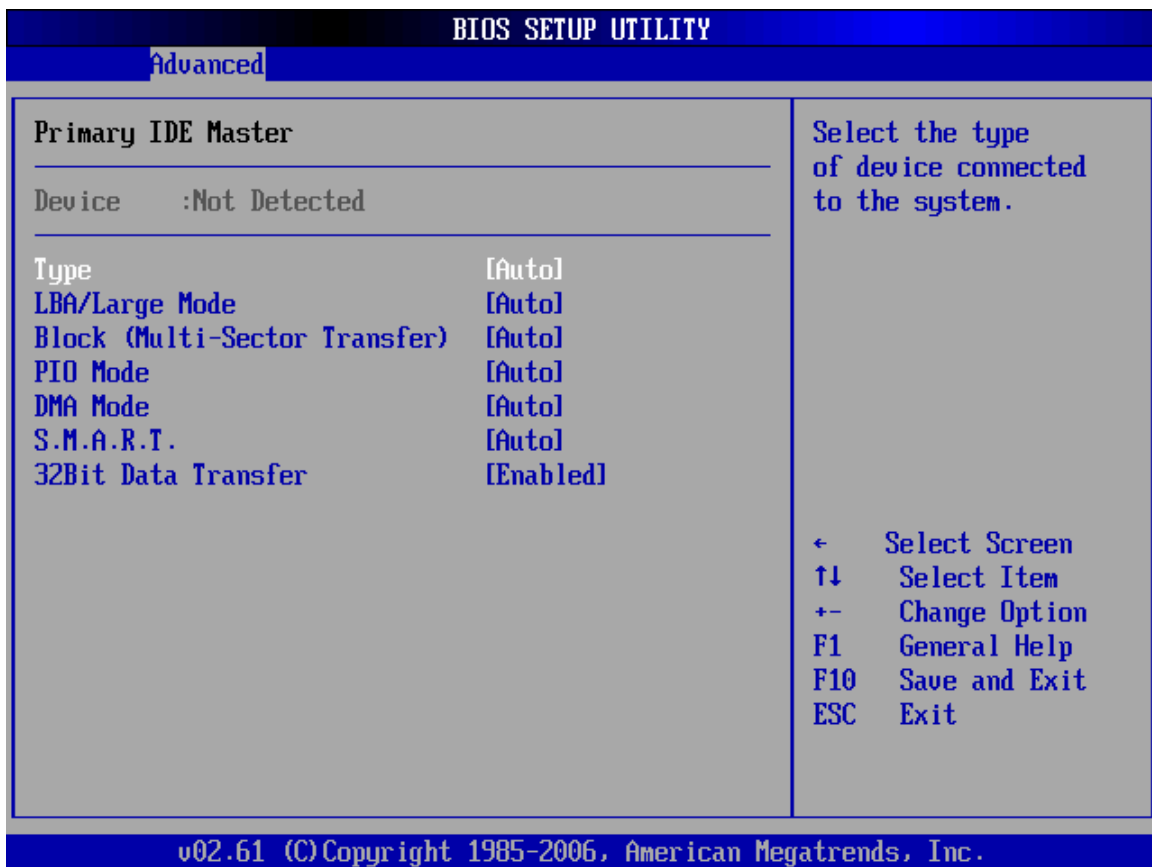 BIOS SETUP UTILITY
Advanced
Primary IDE Master
Device :Not Detected
Type [Auto]
LBA/Large Mode [Auto]
Block (Multi-Sector Transfer) [Auto]
PIO Mode [Auto]
DMA Mode [Auto]
S.M.A.R.T. [Auto]
32Bit Data Transfer [Enabled]
Select the type
of device connected
to the system.
← Select Screen
↑↓ Select Item
+- Change Option
F1 General Help
F10 Save and Exit
ESC Exit
v02.61 (C)Copyright 1985-2006, American Megatrends, Inc.